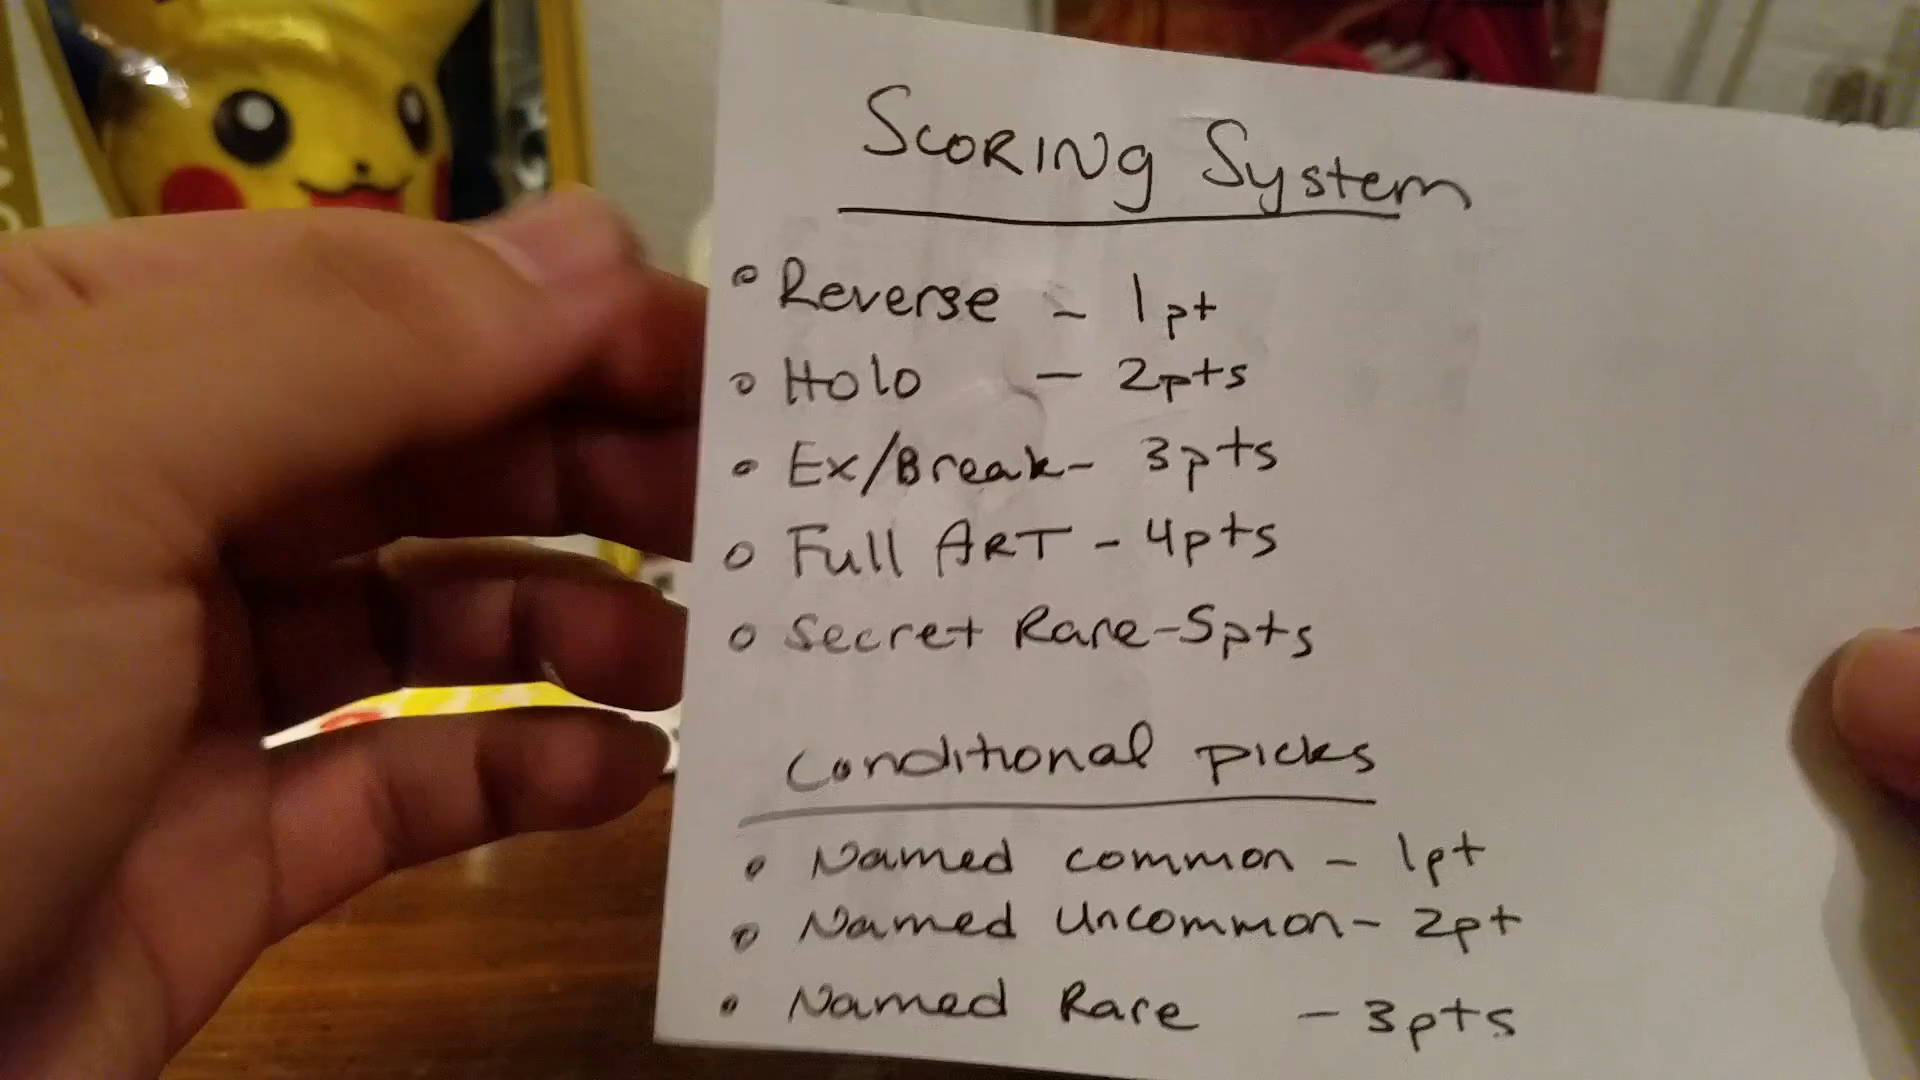 Scoring System
Reverse - 1pt
Holo - 2pts
Ex/Break- 3pts
Full ART - 4pts
Secret Rare-5pts
Conditional picks
Named common - 1pt
Named Uncommon- 2pt
Named Rare - 3pts